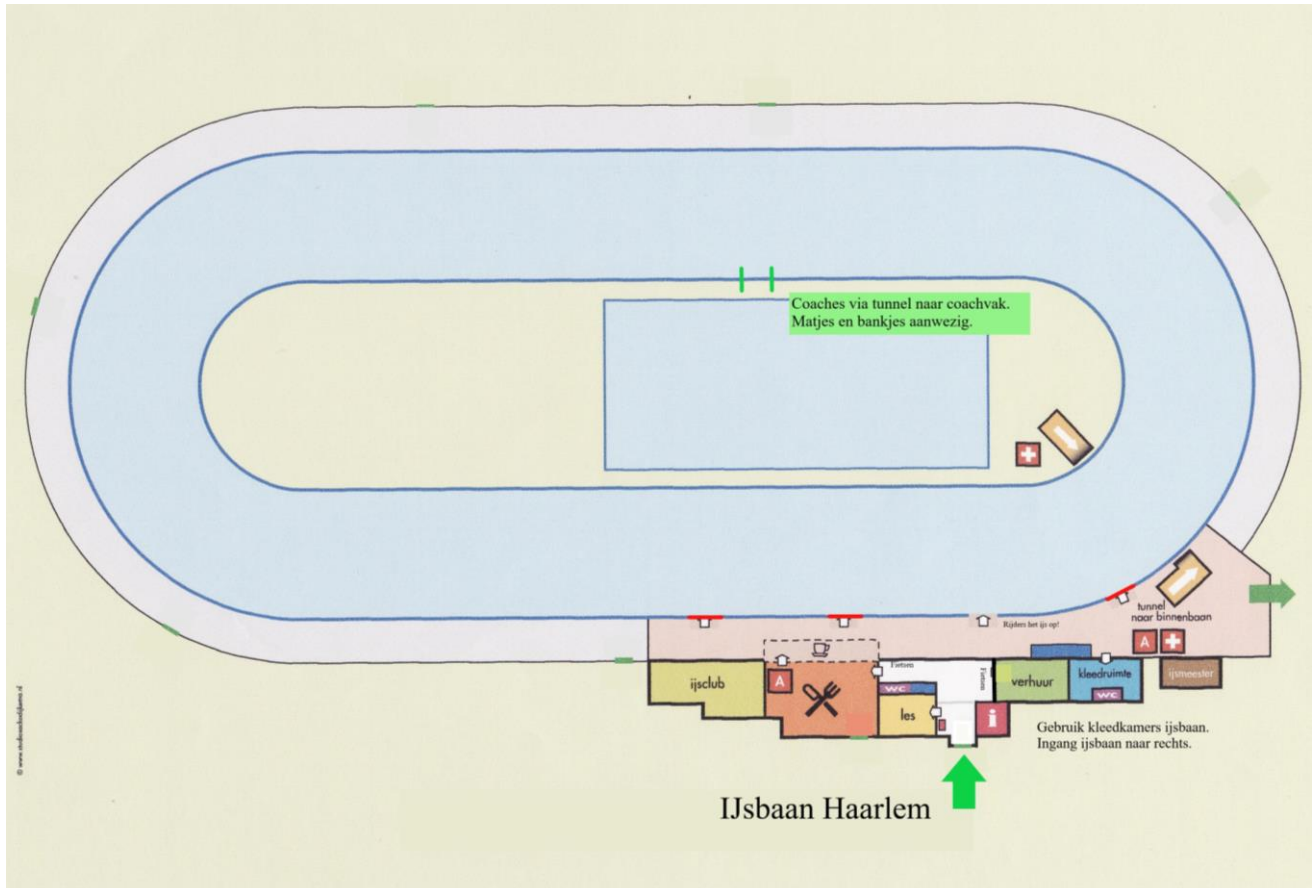 Coaches via tunnel naar coachvak.
Matjes en bankjes aanwezig.
Rijders het ijs op!
tunnel
naar binnenbaan
A
ijsclub
A
Fietsen
Fietsen
wc
les
i
verhuur
kleedruimte
wc
ijsmeester
Gebruik kleedkamers ijsbaan.
Ingang ijsbaan naar rechts.
IJsbaan Haarlem